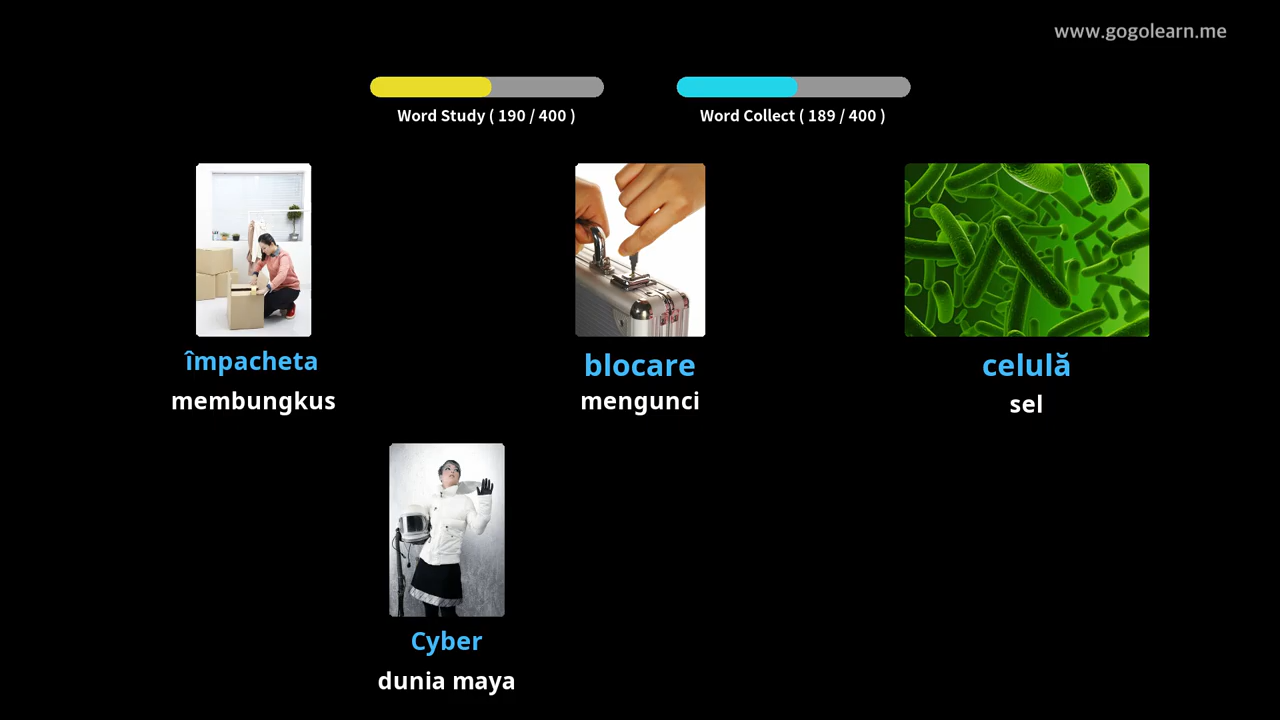 www.gogolearn.me
Word Study ( 190 / 400 )
Word Collect ( 189 / 400 )
împacheta
membungkus
blocare
mengunci
celulă
sel
Cyber
dunia maya